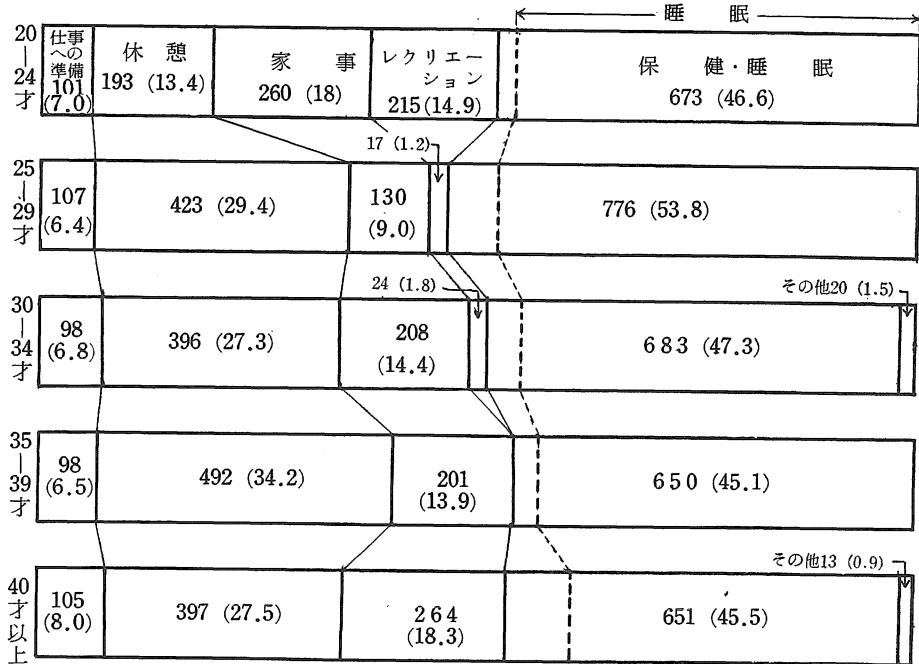 睡 眠
20
|
24
才
仕事
への
準備
101
(7.0)
休 憩
193 (13.4)
家 事
260 (18)
レクリエー
ション
215(14.9)
保 健・睡 眠
673 (46.6)
17 (1.2)
25
|
29
才
107
(6.4)
423 (29.4)
130
(9.0)
776 (53.8)
24 (1.8)
その他20 (1.5)
30
|
34
才
98
(6.8)
396 (27.3)
208
(14.4)
683 (47.3)
35
|
39
才
98
(6.5)
492 (34.2)
201
(13.9)
650 (45.1)
その他13 (0.9)
40
才
以
上
105
(8.0)
397 (27.5)
264
(18.3)
651 (45.5)